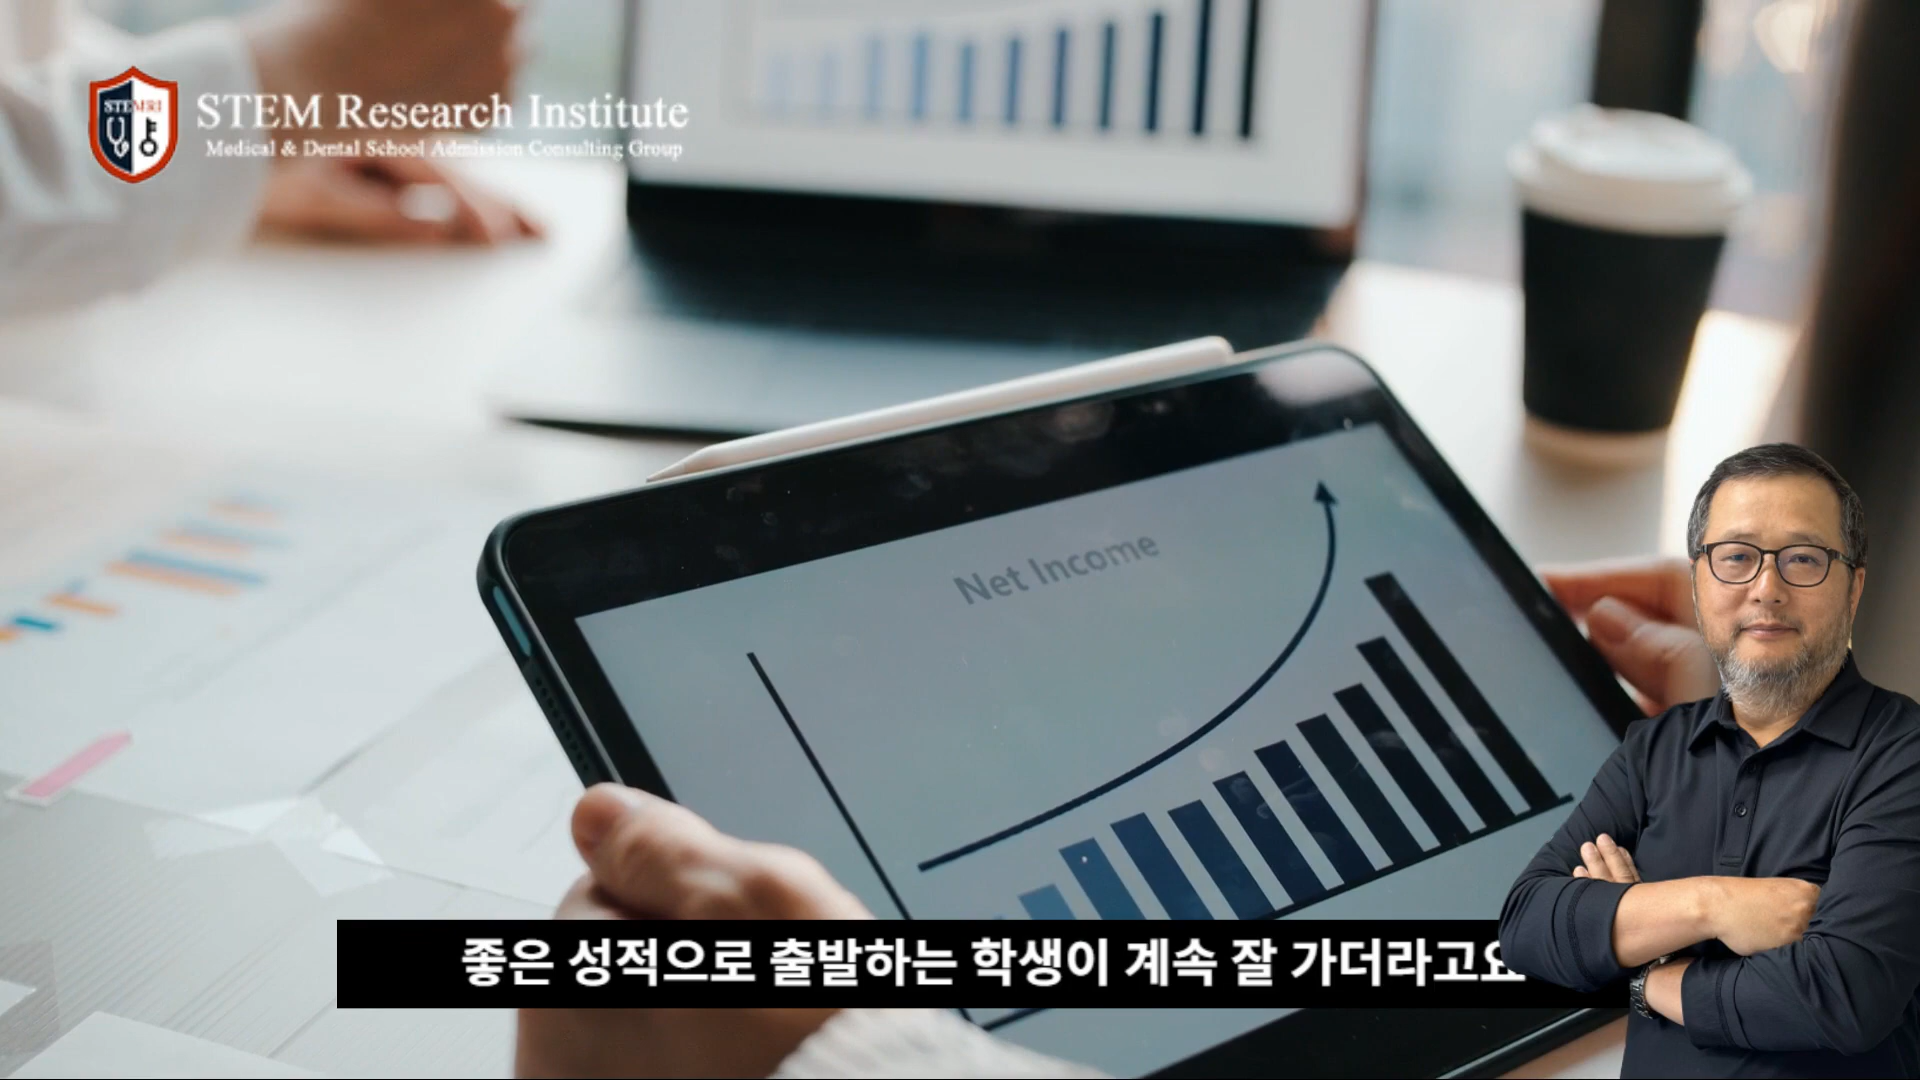 STEMRI
STEM Research Institute
Medical & Dental School Admission Consulting Group
Net Income
좋은 성적으로 출발하는 학생이 계속 잘 가더라고요